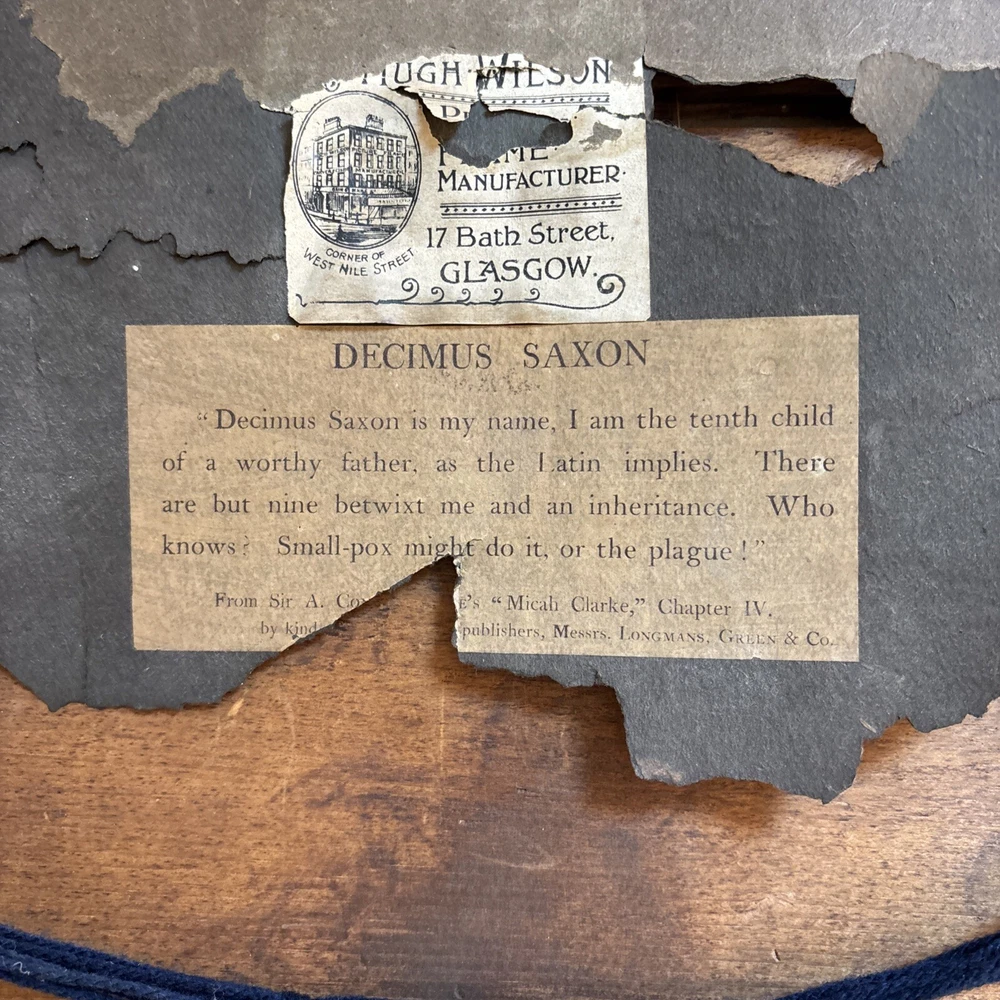 HUGH WILSON
MANUFACTURER.
17 Bath Street,
GLASGOW.
CORNER OF
WEST NILE STREET
DECIMUS SAXON
“Decimus Saxon is my name, I am the tenth child
of a worthy father, as the Latin implies. There
are but nine betwixt me and an inheritance. Who
knows? Small-pox might do it, or the plague!”
From Sir A. “Micah Clarke,” Chapter IV.
by publishers, Messrs. LONGMANS, GREEN & Co.